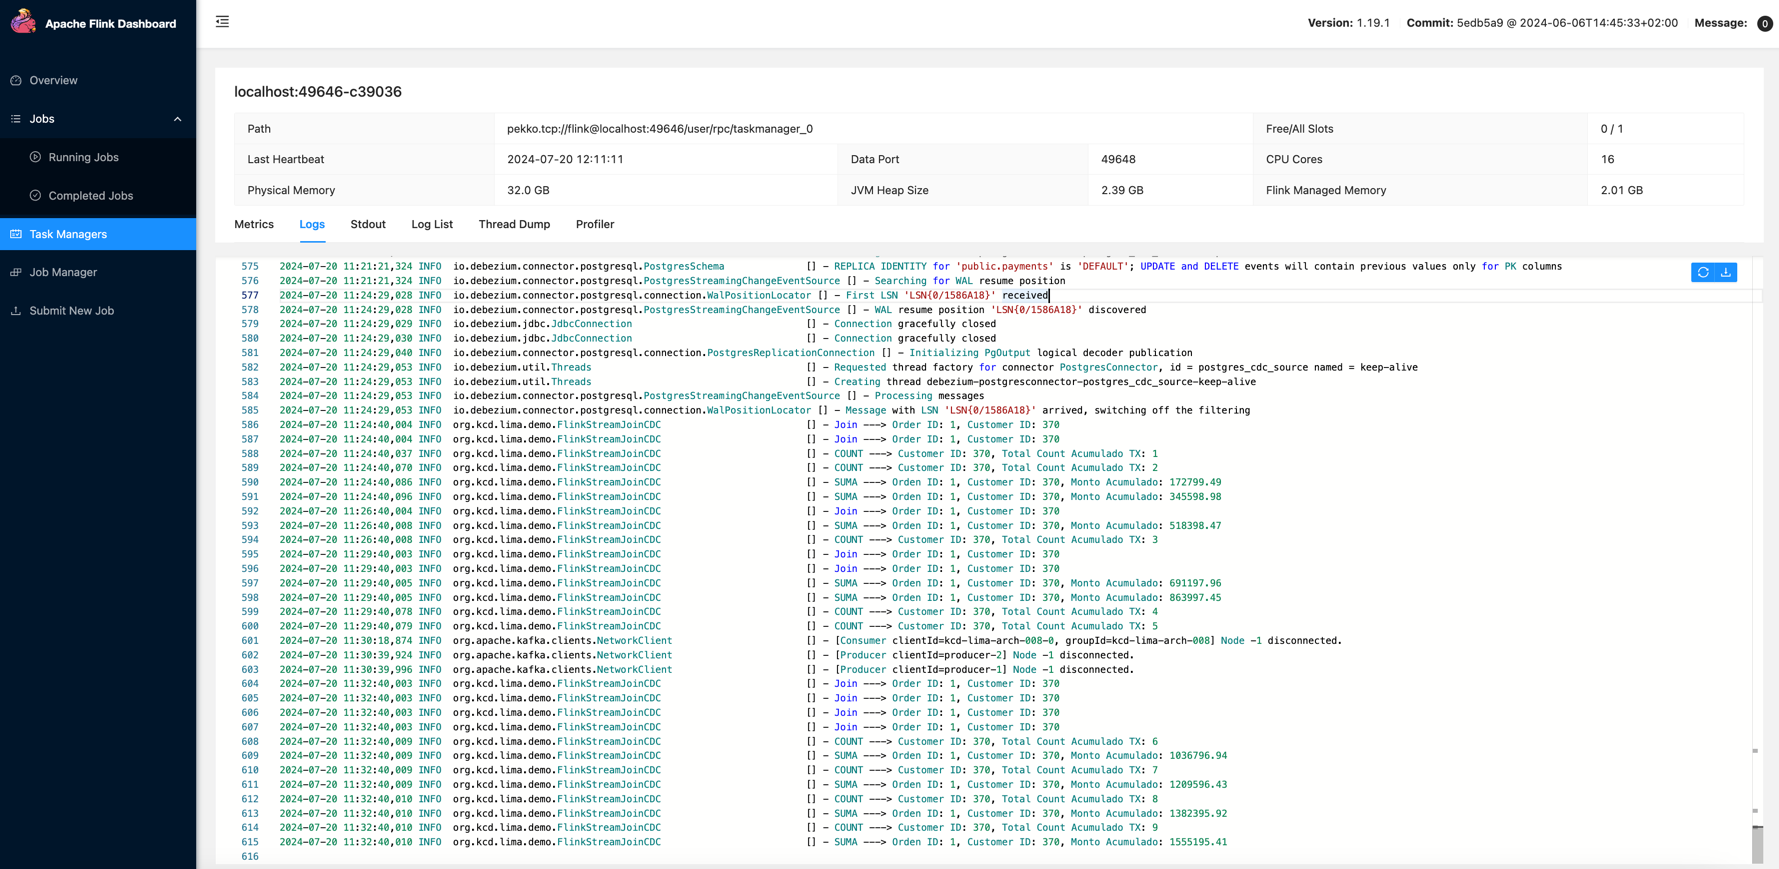 Apache Flink Dashboard
Version: 1.19.1 Commit: 5edb5a9 @ 2024-06-06T14:45:33+02:00 Message: 0
Overview
Jobs
Running Jobs
Completed Jobs
Task Managers
Job Manager
Submit New Job
localhost:49646-c39036
Path pekko.tcp://flink@localhost:49646/user/rpc/taskmanager_0 Free/All Slots 0 / 1
Last Heartbeat 2024-07-20 12:11:11 Data Port 49648 CPU Cores 16
Physical Memory 32.0 GB JVM Heap Size 2.39 GB Flink Managed Memory 2.01 GB
Metrics Logs Stdout Log List Thread Dump Profiler
575 2024-07-20 11:21:21,324 INFO io.debezium.connector.postgresql.PostgresSchema [] - REPLICA IDENTITY for 'public.payments' is 'DEFAULT'; UPDATE and DELETE events will contain previous values only for PK columns
576 2024-07-20 11:21:21,324 INFO io.debezium.connector.postgresql.PostgresStreamingChangeEventSource [] - Searching for WAL resume position
577 2024-07-20 11:24:29,028 INFO io.debezium.connector.postgresql.connection.WalPositionLocator [] - First LSN 'LSN{0/1586A18}' received
578 2024-07-20 11:24:29,028 INFO io.debezium.connector.postgresql.PostgresStreamingChangeEventSource [] - WAL resume position 'LSN{0/1586A18}' discovered
579 2024-07-20 11:24:29,029 INFO io.debezium.jdbc.JdbcConnection [] - Connection gracefully closed
580 2024-07-20 11:24:29,030 INFO io.debezium.jdbc.JdbcConnection [] - Connection gracefully closed
581 2024-07-20 11:24:29,040 INFO io.debezium.connector.postgresql.connection.PostgresReplicationConnection [] - Initializing PgOutput logical decoder publication
582 2024-07-20 11:24:29,053 INFO io.debezium.util.Threads [] - Requested thread factory for connector PostgresConnector, id = postgres_cdc_source named = keep-alive
583 2024-07-20 11:24:29,053 INFO io.debezium.util.Threads [] - Creating thread debezium-postgresconnector-postgres_cdc_source-keep-alive
584 2024-07-20 11:24:29,053 INFO io.debezium.connector.postgresql.PostgresStreamingChangeEventSource [] - Processing messages
585 2024-07-20 11:24:29,053 INFO io.debezium.connector.postgresql.connection.WalPositionLocator [] - Message with LSN 'LSN{0/1586A18}' arrived, switching off the filtering
586 2024-07-20 11:24:40,004 INFO org.kcd.lima.demo.FlinkStreamJoinCDC [] - Join ---> Order ID: 1, Customer ID: 370
587 2024-07-20 11:24:40,004 INFO org.kcd.lima.demo.FlinkStreamJoinCDC [] - Join ---> Order ID: 1, Customer ID: 370
588 2024-07-20 11:24:40,037 INFO org.kcd.lima.demo.FlinkStreamJoinCDC [] - COUNT ---> Customer ID: 370, Total Count Acumulado TX: 1
589 2024-07-20 11:24:40,070 INFO org.kcd.lima.demo.FlinkStreamJoinCDC [] - COUNT ---> Customer ID: 370, Total Count Acumulado TX: 2
590 2024-07-20 11:24:40,086 INFO org.kcd.lima.demo.FlinkStreamJoinCDC [] - SUMA ---> Orden ID: 1, Customer ID: 370, Monto Acumulado: 172799.49
591 2024-07-20 11:24:40,096 INFO org.kcd.lima.demo.FlinkStreamJoinCDC [] - SUMA ---> Orden ID: 1, Customer ID: 370, Monto Acumulado: 345598.98
592 2024-07-20 11:26:40,004 INFO org.kcd.lima.demo.FlinkStreamJoinCDC [] - Join ---> Order ID: 1, Customer ID: 370
593 2024-07-20 11:26:40,008 INFO org.kcd.lima.demo.FlinkStreamJoinCDC [] - SUMA ---> Orden ID: 1, Customer ID: 370, Monto Acumulado: 518398.47
594 2024-07-20 11:26:40,008 INFO org.kcd.lima.demo.FlinkStreamJoinCDC [] - COUNT ---> Customer ID: 370, Total Count Acumulado TX: 3
595 2024-07-20 11:29:40,003 INFO org.kcd.lima.demo.FlinkStreamJoinCDC [] - Join ---> Order ID: 1, Customer ID: 370
596 2024-07-20 11:29:40,003 INFO org.kcd.lima.demo.FlinkStreamJoinCDC [] - Join ---> Order ID: 1, Customer ID: 370
597 2024-07-20 11:29:40,005 INFO org.kcd.lima.demo.FlinkStreamJoinCDC [] - SUMA ---> Orden ID: 1, Customer ID: 370, Monto Acumulado: 691197.96
598 2024-07-20 11:29:40,005 INFO org.kcd.lima.demo.FlinkStreamJoinCDC [] - SUMA ---> Orden ID: 1, Customer ID: 370, Monto Acumulado: 863997.45
599 2024-07-20 11:29:40,078 INFO org.kcd.lima.demo.FlinkStreamJoinCDC [] - COUNT ---> Customer ID: 370, Total Count Acumulado TX: 4
600 2024-07-20 11:29:40,079 INFO org.kcd.lima.demo.FlinkStreamJoinCDC [] - COUNT ---> Customer ID: 370, Total Count Acumulado TX: 5
601 2024-07-20 11:30:18,874 INFO org.apache.kafka.clients.NetworkClient [] - [Consumer clientId=kcd-lima-arch-008-0, groupId=kcd-lima-arch-008] Node -1 disconnected.
602 2024-07-20 11:30:39,924 INFO org.apache.kafka.clients.NetworkClient [] - [Producer clientId=producer-2] Node -1 disconnected.
603 2024-07-20 11:30:39,996 INFO org.apache.kafka.clients.NetworkClient [] - [Producer clientId=producer-1] Node -1 disconnected.
604 2024-07-20 11:32:40,003 INFO org.kcd.lima.demo.FlinkStreamJoinCDC [] - Join ---> Order ID: 1, Customer ID: 370
605 2024-07-20 11:32:40,003 INFO org.kcd.lima.demo.FlinkStreamJoinCDC [] - Join ---> Order ID: 1, Customer ID: 370
606 2024-07-20 11:32:40,003 INFO org.kcd.lima.demo.FlinkStreamJoinCDC [] - Join ---> Order ID: 1, Customer ID: 370
607 2024-07-20 11:32:40,003 INFO org.kcd.lima.demo.FlinkStreamJoinCDC [] - Join ---> Order ID: 1, Customer ID: 370
608 2024-07-20 11:32:40,009 INFO org.kcd.lima.demo.FlinkStreamJoinCDC [] - COUNT ---> Customer ID: 370, Total Count Acumulado TX: 6
609 2024-07-20 11:32:40,009 INFO org.kcd.lima.demo.FlinkStreamJoinCDC [] - SUMA ---> Orden ID: 1, Customer ID: 370, Monto Acumulado: 1036796.94
610 2024-07-20 11:32:40,009 INFO org.kcd.lima.demo.FlinkStreamJoinCDC [] - COUNT ---> Customer ID: 370, Total Count Acumulado TX: 7
611 2024-07-20 11:32:40,009 INFO org.kcd.lima.demo.FlinkStreamJoinCDC [] - SUMA ---> Orden ID: 1, Customer ID: 370, Monto Acumulado: 1209596.43
612 2024-07-20 11:32:40,010 INFO org.kcd.lima.demo.FlinkStreamJoinCDC [] - COUNT ---> Customer ID: 370, Total Count Acumulado TX: 8
613 2024-07-20 11:32:40,010 INFO org.kcd.lima.demo.FlinkStreamJoinCDC [] - SUMA ---> Orden ID: 1, Customer ID: 370, Monto Acumulado: 1382395.92
614 2024-07-20 11:32:40,010 INFO org.kcd.lima.demo.FlinkStreamJoinCDC [] - COUNT ---> Customer ID: 370, Total Count Acumulado TX: 9
615 2024-07-20 11:32:40,010 INFO org.kcd.lima.demo.FlinkStreamJoinCDC [] - SUMA ---> Orden ID: 1, Customer ID: 370, Monto Acumulado: 1555195.41
616